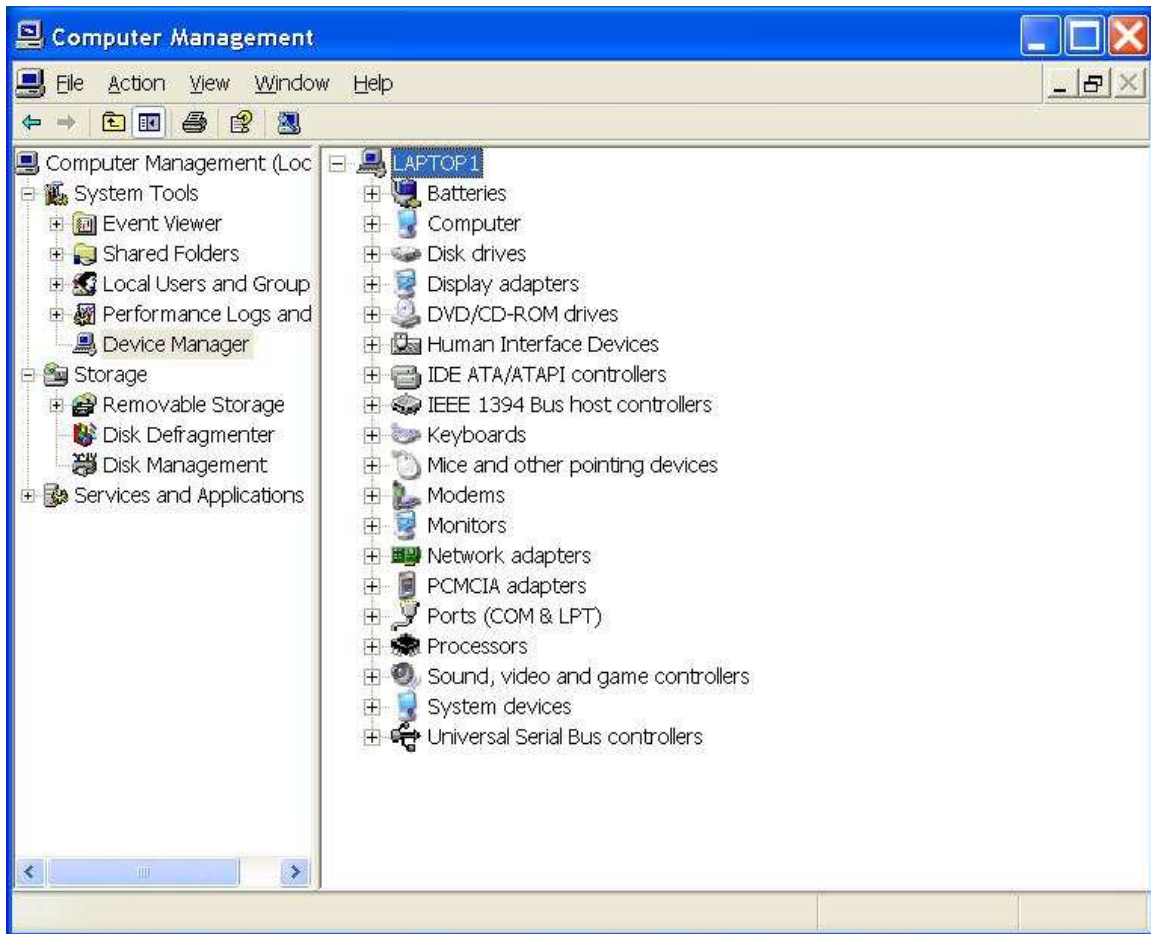 Computer Management
File Action View Window Help
Computer Management (Loc
System Tools
Event Viewer
Shared Folders
Local Users and Group
Performance Logs and
Device Manager
Storage
Removable Storage
Disk Defragmenter
Disk Management
Services and Applications
LAPTOP1
Batteries
Computer
Disk drives
Display adapters
DVD/CD-ROM drives
Human Interface Devices
IDE ATA/ATAPI controllers
IEEE 1394 Bus host controllers
Keyboards
Mice and other pointing devices
Modems
Monitors
Network adapters
PCMCIA adapters
Ports (COM & LPT)
Processors
Sound, video and game controllers
System devices
Universal Serial Bus controllers